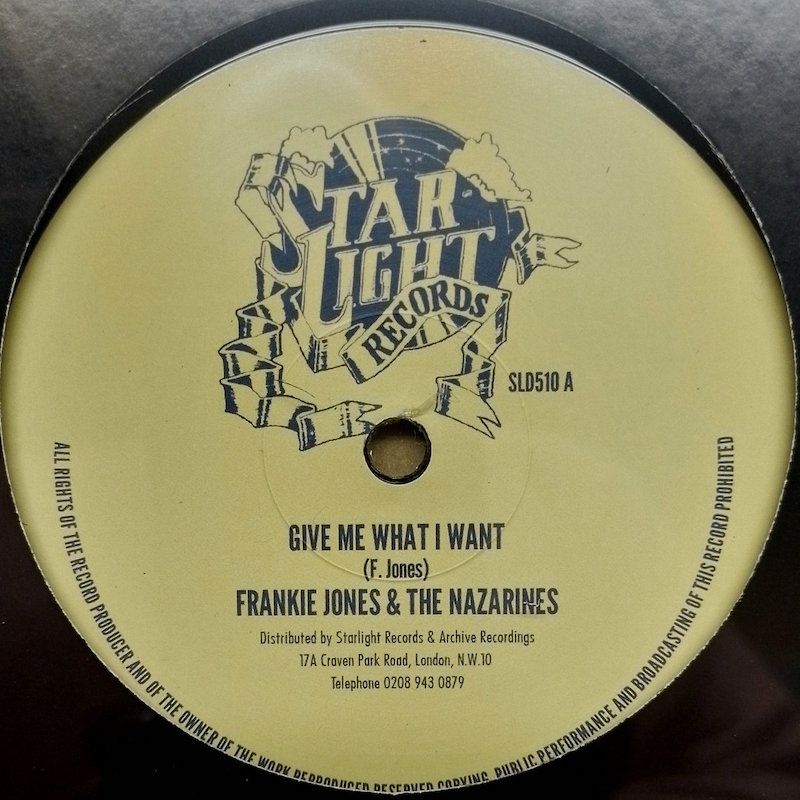 STAR
LIGHT
RECORDS
SLD510 A
GIVE ME WHAT I WANT
(F. Jones)
FRANKIE JONES & THE NAZARINES
Distributed by Starlight Records & Archive Recordings
17A Craven Park Road, London, N.W.10
Telephone 0208 943 0879
ALL RIGHTS OF THE RECORD PRODUCER AND OF THE OWNER OF THE WORK REPRODUCED RESERVED COPYING, PUBLIC PERFORMANCE AND BROADCASTING OF THIS RECORD PROHIBITED